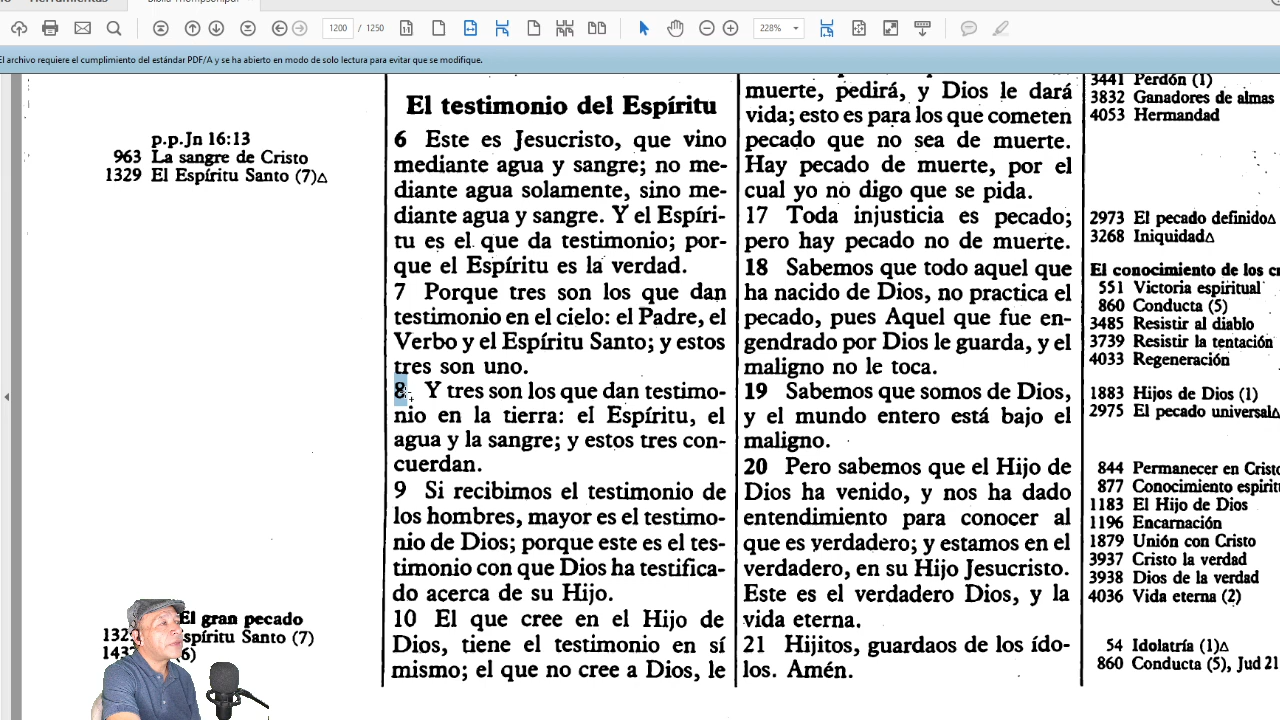 Herramientas
Biblia Thompson.pdf
1200 / 1250
228%
El archivo requiere el cumplimiento del estándar PDF/A y se ha abierto en modo de solo lectura para evitar que se modifique.
p.p.Jn 16:13
963 La sangre de Cristo
1329 El Espíritu Santo (7)△
El gran pecado
Espíritu Santo (7)
El testimonio del Espíritu
6 Este es Jesucristo, que vino
mediante agua y sangre; no me-
diante agua solamente, sino me-
diante agua y sangre. Y el Espíri-
tu es el que da testimonio; por-
que el Espíritu es la verdad.
7 Porque tres son los que dan
testimonio en el cielo: el Padre, el
Verbo y el Espíritu Santo; y estos
tres son uno.
8 Y tres son los que dan testimo-
nio en la tierra: el Espíritu, el
agua y la sangre; y estos tres con-
cuerdan.
9 Si recibimos el testimonio de
los hombres, mayor es el testimo-
nio de Dios; porque este es el tes-
timonio con que Dios ha testifica-
do acerca de su Hijo.
10 El que cree en el Hijo de
Dios, tiene el testimonio en sí
mismo; el que no cree a Dios, le
muerte, pedirá, y Dios le dará
vida; esto es para los que cometen
pecado que no sea de muerte.
Hay pecado de muerte, por el
cual yo no digo que se pida.
17 Toda injusticia es pecado;
pero hay pecado no de muerte.
18 Sabemos que todo aquel que
ha nacido de Dios, no practica el
pecado, pues Aquel que fue en-
gendrado por Dios le guarda, y el
maligno no le toca.
19 Sabemos que somos de Dios,
y el mundo entero está bajo el
maligno.
20 Pero sabemos que el Hijo de
Dios ha venido, y nos ha dado
entendimiento para conocer al
que es verdadero; y estamos en el
verdadero, en su Hijo Jesucristo.
Este es el verdadero Dios, y la
vida eterna.
21 Hijitos, guardaos de los ído-
los. Amén.
3441 Perdón (1)
3832 Ganadores de almas
4053 Hermandad
2973 El pecado definido△
3268 Iniquidad△
El conocimiento de los
551 Victoria espiritual
860 Conducta (5)
3485 Resistir al diablo
3739 Resistir la tentación
4033 Regeneración
1883 Hijos de Dios (1)
2975 El pecado universal△
844 Permanecer en Cristo
877 Conocimiento
1183 El Hijo de Dios
1196 Encarnación
1879 Unión con Cristo
3937 Cristo la verdad
3938 Dios de la verdad
4036 Vida eterna (2)
54 Idolatría (1)△
860 Conducta (5), Jud 21